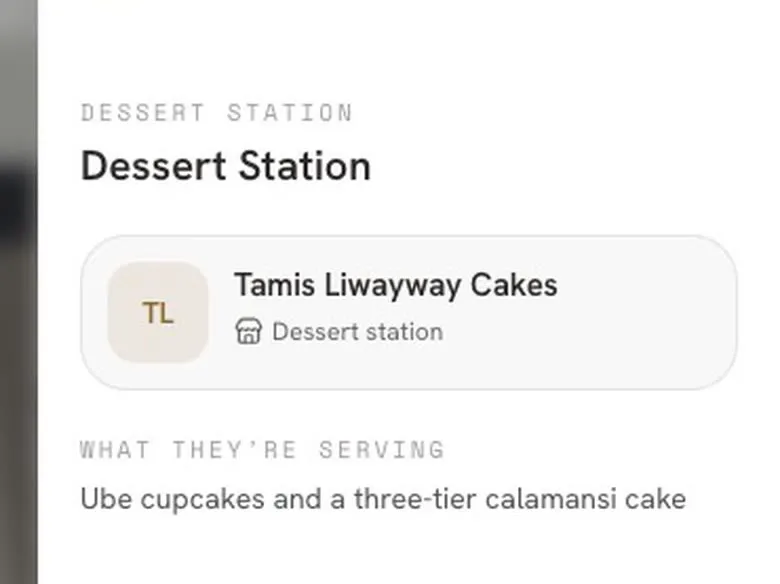 DESSERT STATION
Dessert Station
TL
Tamis Liwayway Cakes
Dessert station
WHAT THEY'RE SERVING
Ube cupcakes and a three-tier calamansi cake